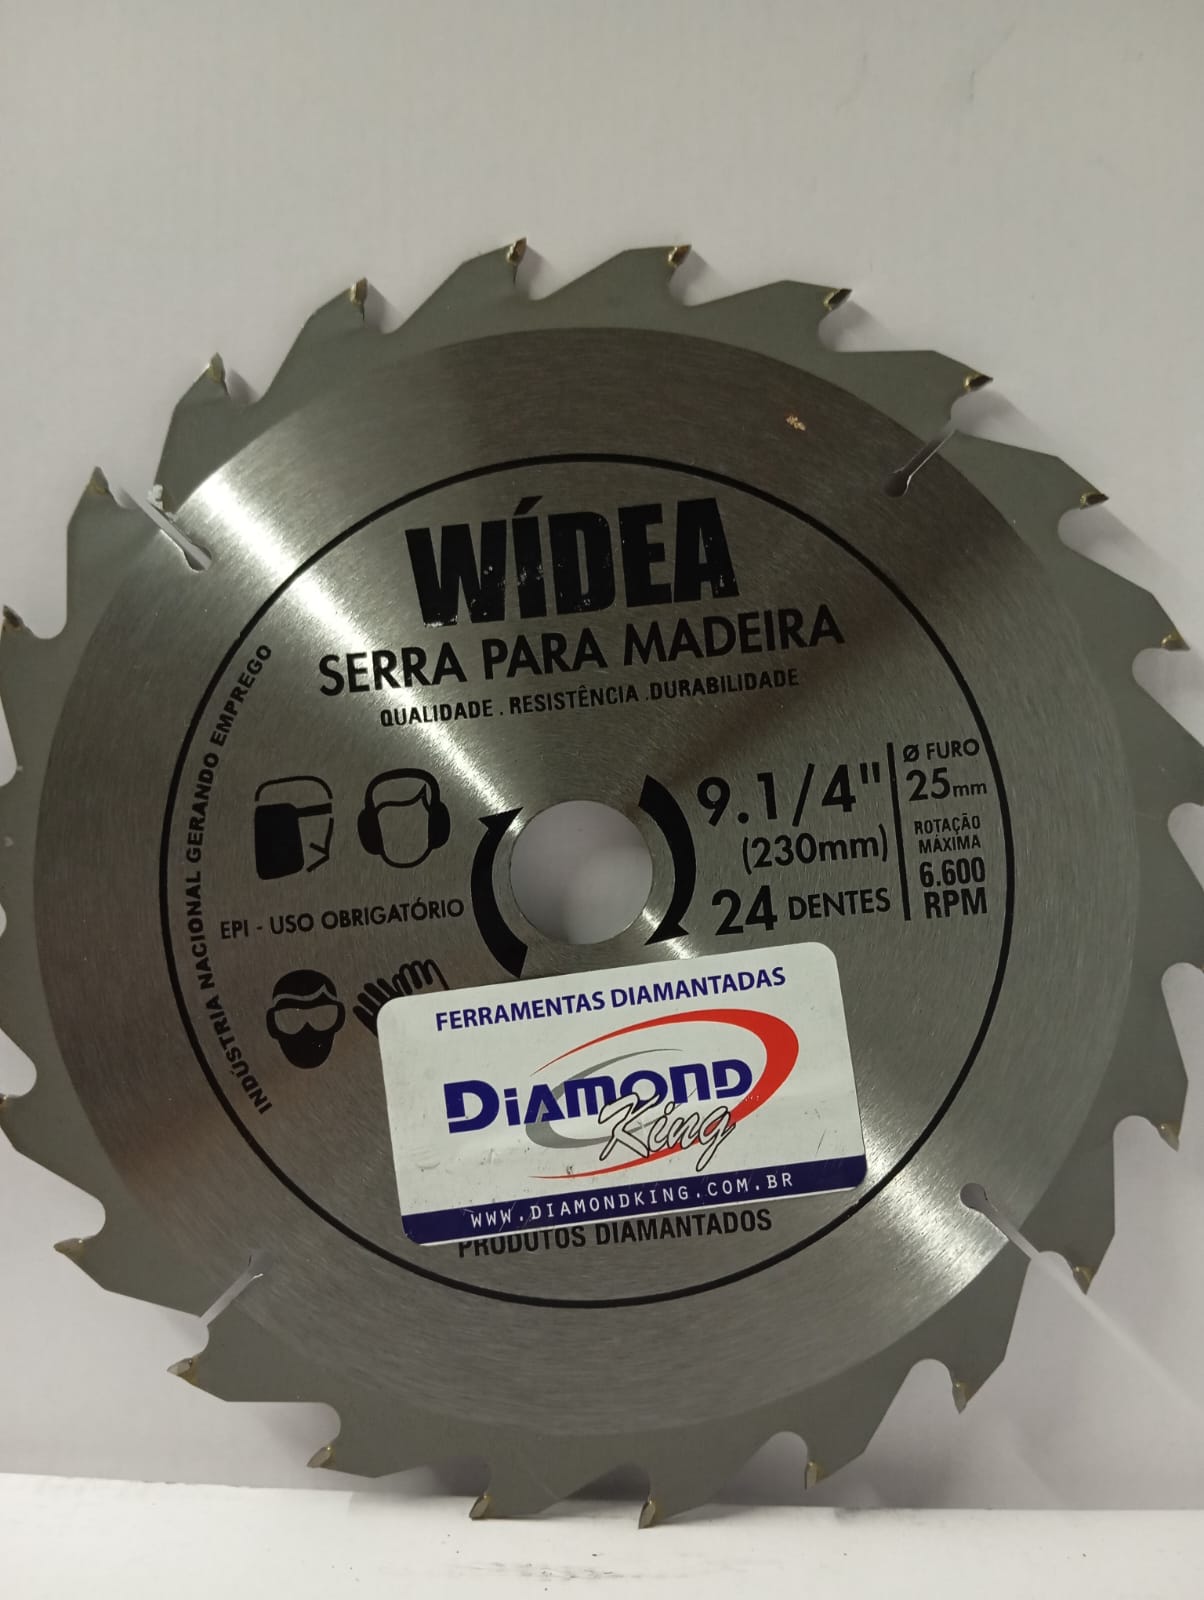 WÍDEA
SERRA PARA MADEIRA
QUALIDADE . RESISTÊNCIA .DURABILIDADE
INDÚSTRIA NACIONAL GERANDO EMPREGO
EPI - USO OBRIGATÓRIO
9.1/4"
(230mm)
24 DENTES
Ø FURO
25mm
ROTAÇÃO
MÁXIMA
6.600
RPM
FERRAMENTAS DIAMANTADAS
DiAMOND
King
WWW.DIAMONDKING.COM.BR
PRODUTOS DIAMANTADOS